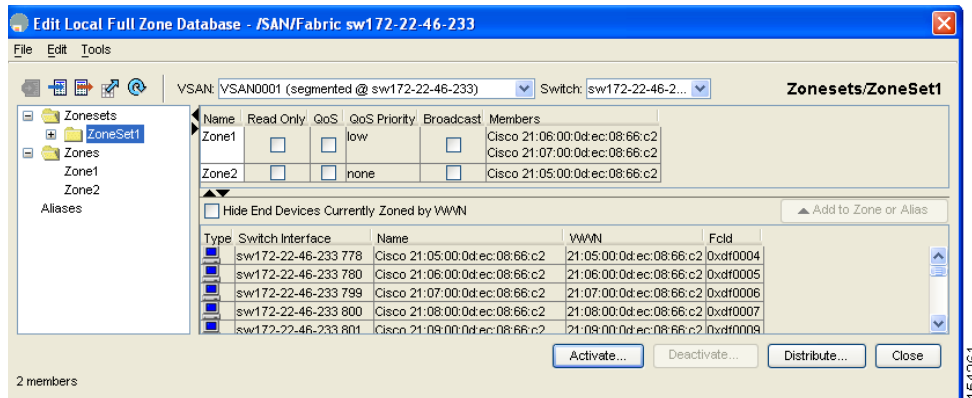 Edit Local Full Zone Database - /SAN/Fabric sw172-22-46-233
File Edit Tools
VSAN: VSAN0001 (segmented @ sw172-22-46-233) Switch: sw172-22-46-2... Zonesets/ZoneSet1
Zonesets
ZoneSet1
Zones
Zone1
Zone2
Aliases
Name Read Only QoS QoS Priority Broadcast Members
Zone1 low Cisco 21:06:00:0d:ec:08:66:c2
Cisco 21:07:00:0d:ec:08:66:c2
Zone2 none Cisco 21:05:00:0d:ec:08:66:c2
Hide End Devices Currently Zoned by WWN Add to Zone or Alias
Type Switch Interface Name WWN FcId
sw172-22-46-233 778 Cisco 21:05:00:0d:ec:08:66:c2 21:05:00:0d:ec:08:66:c2 0xdf0004
sw172-22-46-233 780 Cisco 21:06:00:0d:ec:08:66:c2 21:06:00:0d:ec:08:66:c2 0xdf0005
sw172-22-46-233 799 Cisco 21:07:00:0d:ec:08:66:c2 21:07:00:0d:ec:08:66:c2 0xdf0006
sw172-22-46-233 800 Cisco 21:08:00:0d:ec:08:66:c2 21:08:00:0d:ec:08:66:c2 0xdf0007
sw172-22-46-233 801 Cisco 21:09:00:0d:ec:08:66:c2 21:09:00:0d:ec:08:66:c2 0xdf0009
Activate... Deactivate... Distribute... Close
2 members